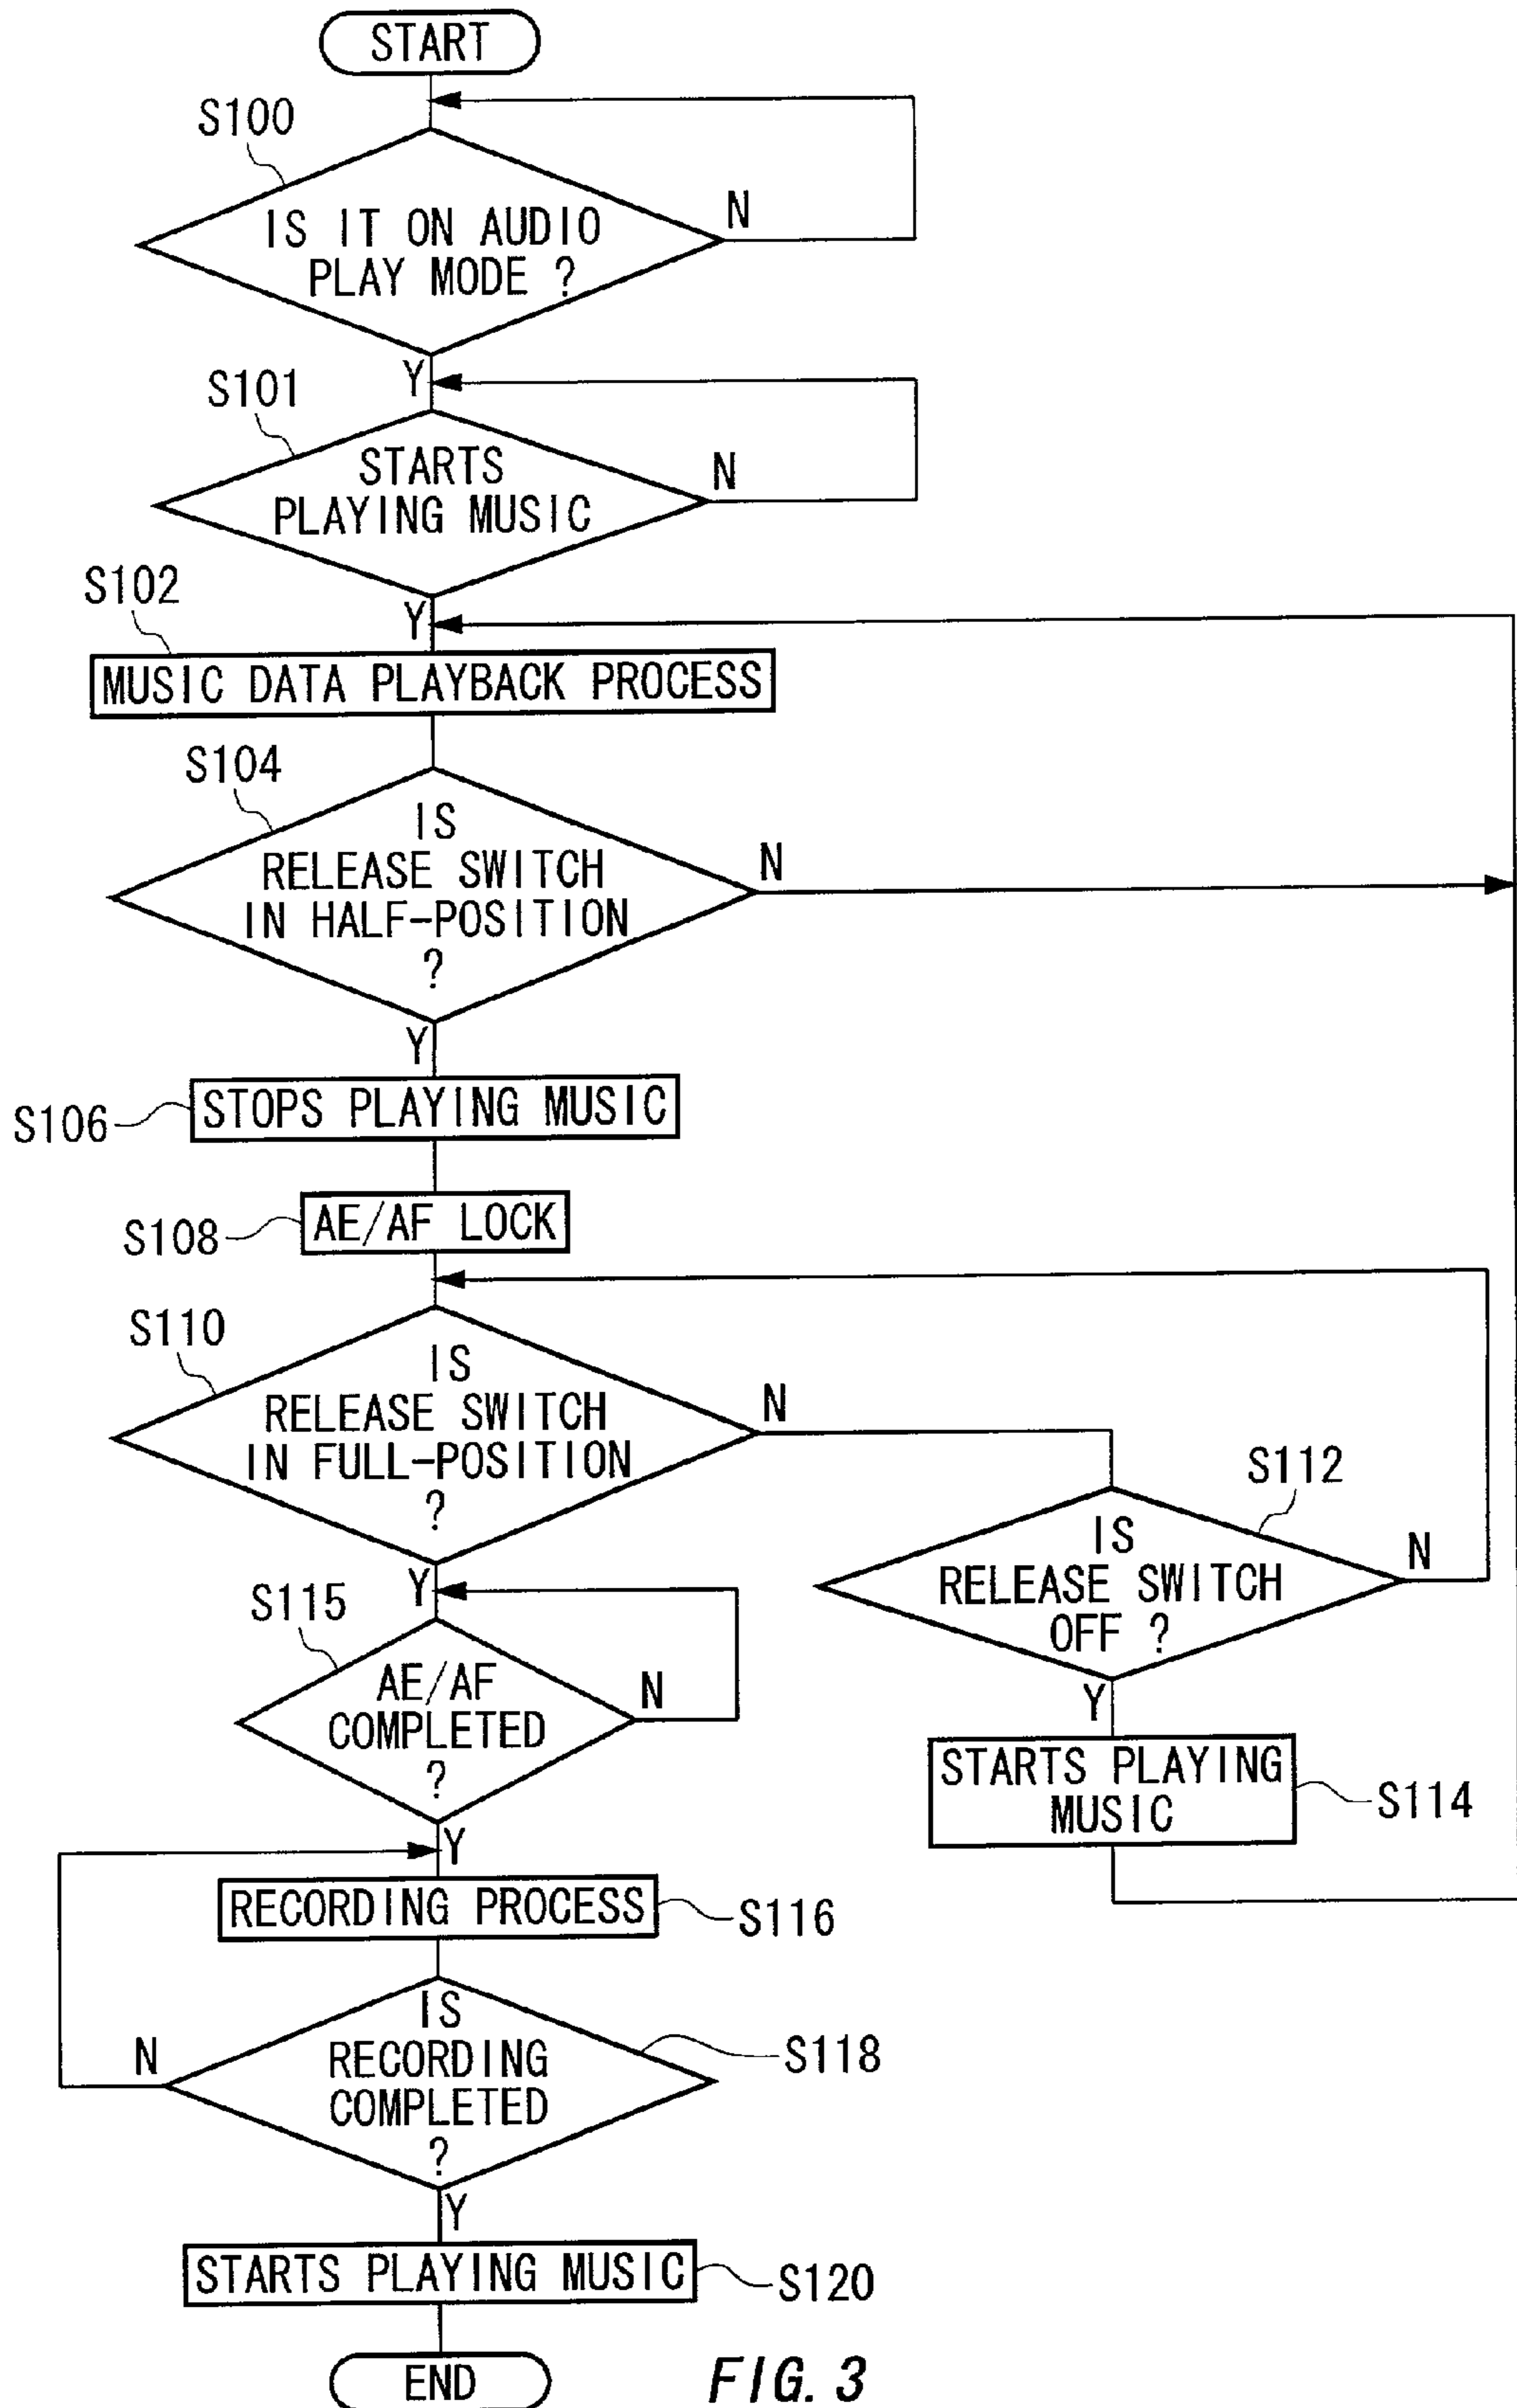 START
S100
IS IT ON AUDIO
PLAY MODE ?
N
Y
S101
STARTS
PLAYING MUSIC
N
Y
S102
MUSIC DATA PLAYBACK PROCESS
S104
IS
RELEASE SWITCH
IN HALF-POSITION
?
N
Y
S106
STOPS PLAYING MUSIC
S108
AE/AF LOCK
S110
IS
RELEASE SWITCH
IN FULL-POSITION
?
N
Y
S112
IS
RELEASE SWITCH
OFF ?
N
Y
STARTS PLAYING
MUSIC
S114
S115
AE/AF
COMPLETED
?
N
Y
RECORDING PROCESS
S116
IS
RECORDING
COMPLETED
?
S118
N
Y
STARTS PLAYING MUSIC
S120
END
FIG. 3